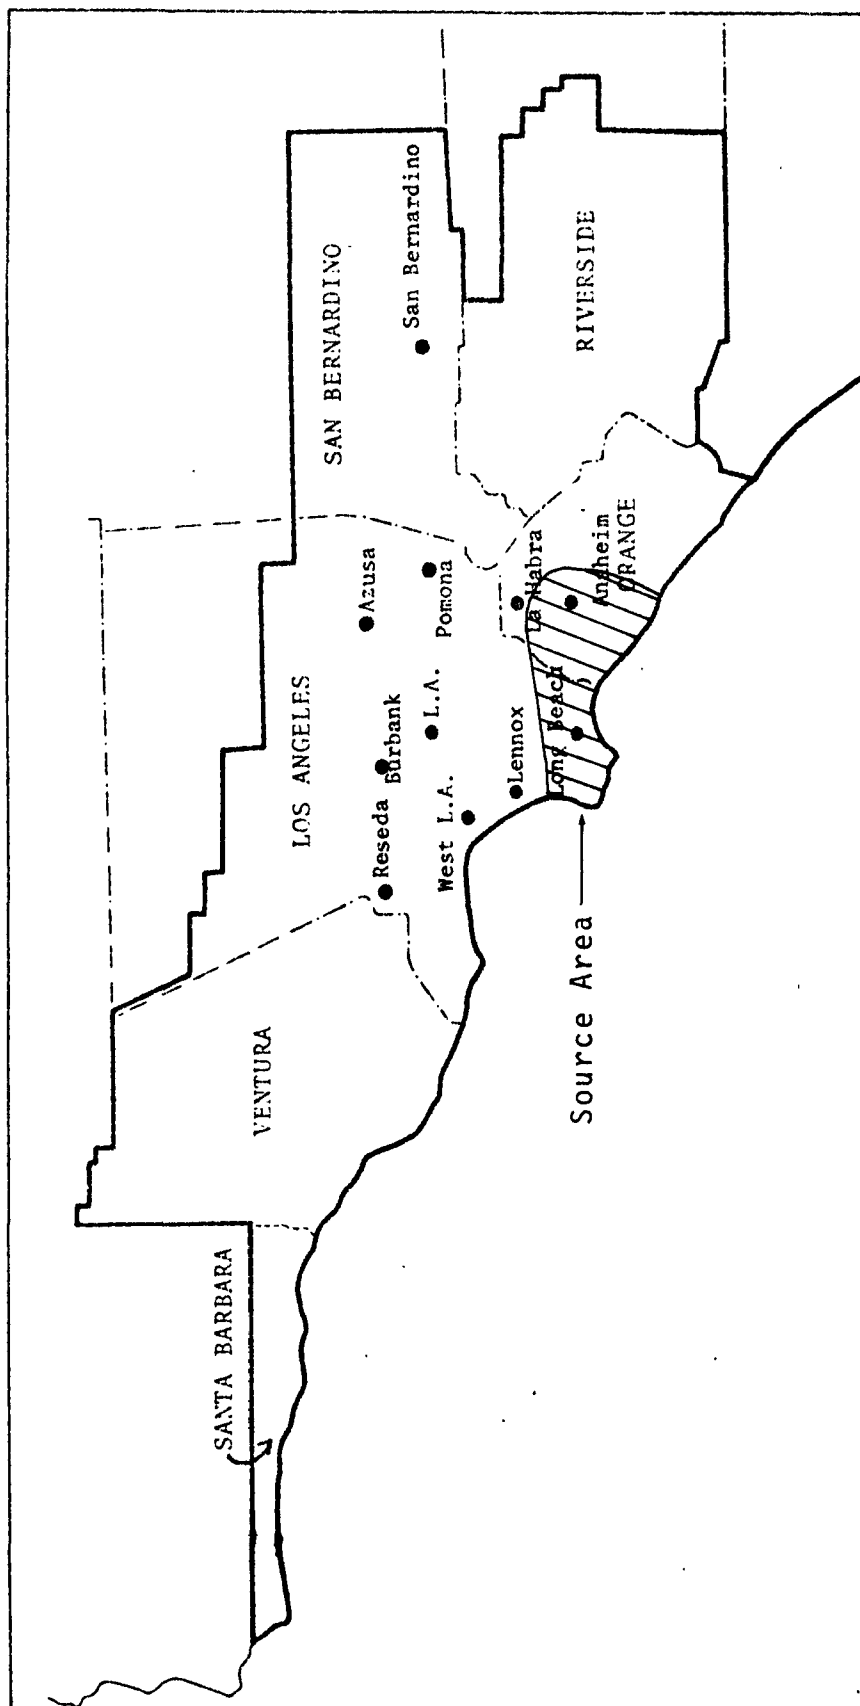 SANTA BARBARA
VENTURA
LOS ANGELES
SAN BERNARDINO
San Bernardino
RIVERSIDE
Reseda
Burbank
Azusa
West L.A.
L.A.
Pomona
Lennox
Long Beach
La Habra
Anaheim
ORANGE
Source Area